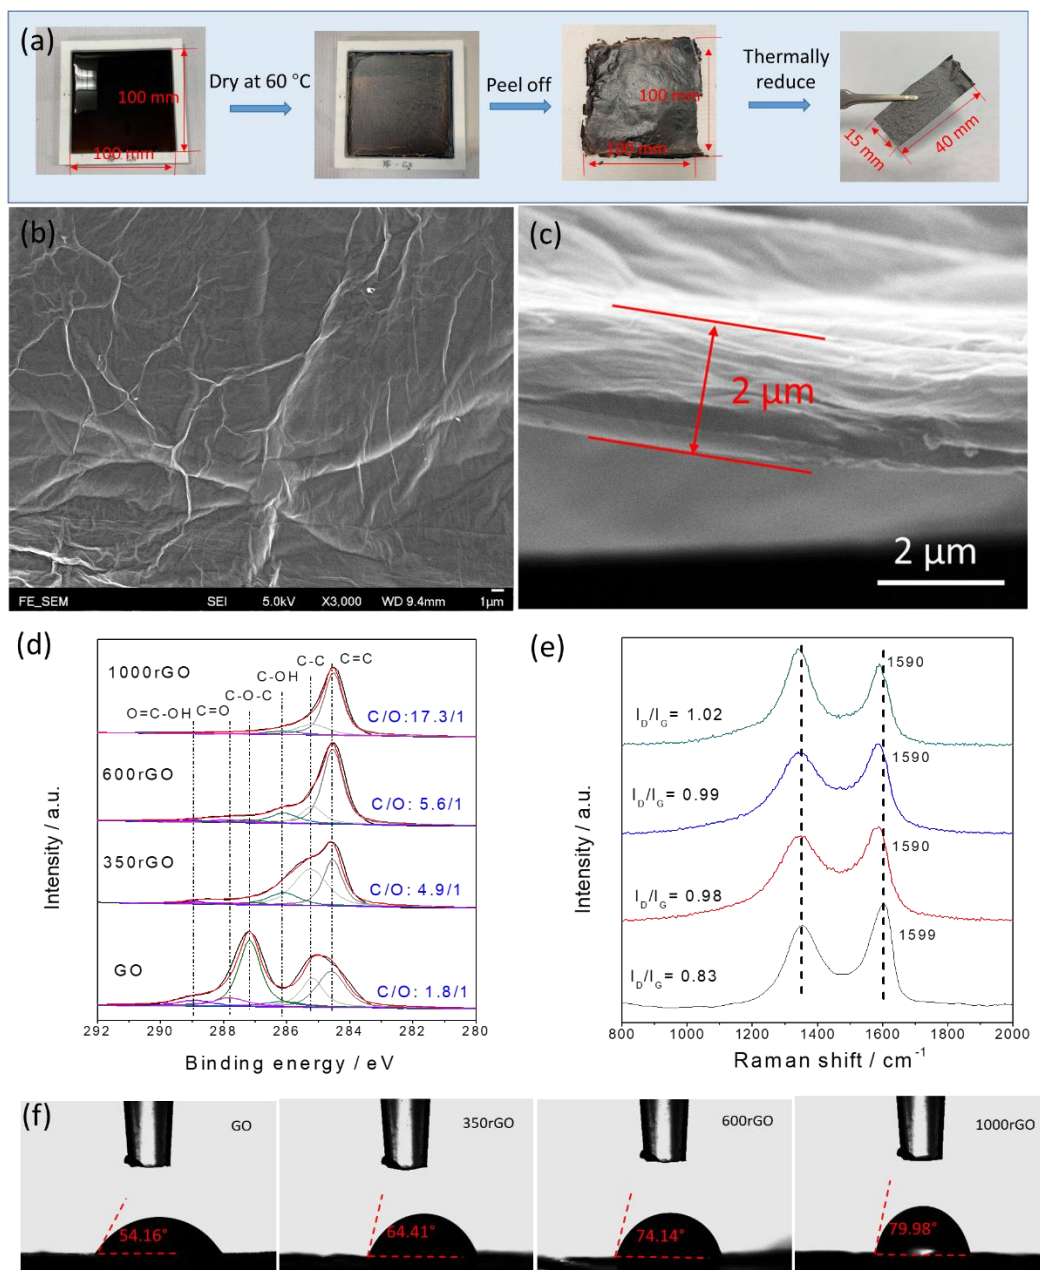 (a)
100 mm
100 mm
Dry at 60 °C
Peel off
100 mm
100 mm
Thermally
reduce
15 mm
40 mm
(b)
FE_SEM SEI 5.0kV X3,000 WD 9.4mm 1µm
(c)
2 µm
2 µm
(d)
1000rGO
O=C-OH
C=O
C-O-C
C-OH
C-C
C=C
C/O:17.3/1
600rGO
C/O: 5.6/1
350rGO
C/O: 4.9/1
GO
C/O: 1.8/1
Intensity / a.u.
292 290 288 286 284 282 280
Binding energy / eV
(e)
1590
I_D/I_G= 1.02
1590
I_D/I_G= 0.99
1590
I_D/I_G= 0.98
1599
I_D/I_G= 0.83
Intensity / a.u.
800 1000 1200 1400 1600 1800 2000
Raman shift / cm⁻¹
(f)
GO
54.16°
350rGO
64.41°
600rGO
74.14°
1000rGO
79.98°